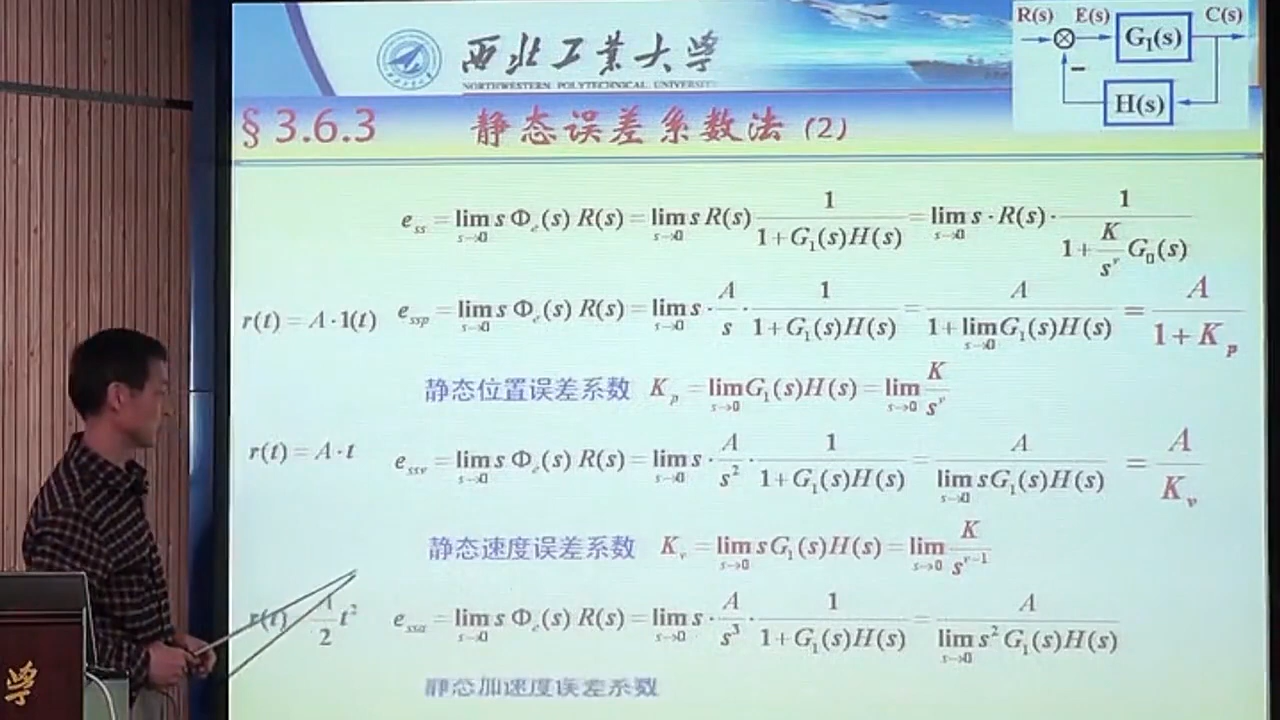 西北工业大学
NORTHWESTERN POLYTECHNICAL UNIVERSITY
R(s) E(s) G₁(s) C(s)
−
H(s)
§ 3.6.3 静态误差系数法 (2)
e_ss = lim_{s→0} s Φ_e(s) R(s) = lim_{s→0} s R(s) 1/(1+G₁(s)H(s)) = lim_{s→0} s · R(s) · 1/(1+ K/s^v G₀(s))
r(t) = A · 1(t) e_ssp = lim_{s→0} s Φ_e(s) R(s) = lim_{s→0} s · A/s · 1/(1+G₁(s)H(s)) = A/(1+ lim_{s→0} G₁(s)H(s)) = A/(1+K_p)
静态位置误差系数 K_p = lim_{s→0} G₁(s)H(s) = lim_{s→0} K/s^v
r(t) = A · t e_ssv = lim_{s→0} s Φ_e(s) R(s) = lim_{s→0} s · A/s² · 1/(1+G₁(s)H(s)) = A/(lim_{s→0} s G₁(s)H(s)) = A/K_v
静态速度误差系数 K_v = lim_{s→0} s G₁(s)H(s) = lim_{s→0} K/s^{v−1}
r(t) 2 t² e_ssa = lim_{s→0} s Φ_e(s) R(s) = lim_{s→0} s · A/s³ · 1/(1+G₁(s)H(s)) = A/(lim_{s→0} s² G₁(s)H(s))
静态加速度误差系数
学